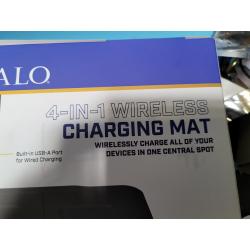 ALO
4-IN-1 WIRELESS
CHARGING MAT
WIRELESSLY CHARGE ALL OF YOUR
DEVICES IN ONE CENTRAL SPOT
Built-in USB-A Port
for Wired Charging